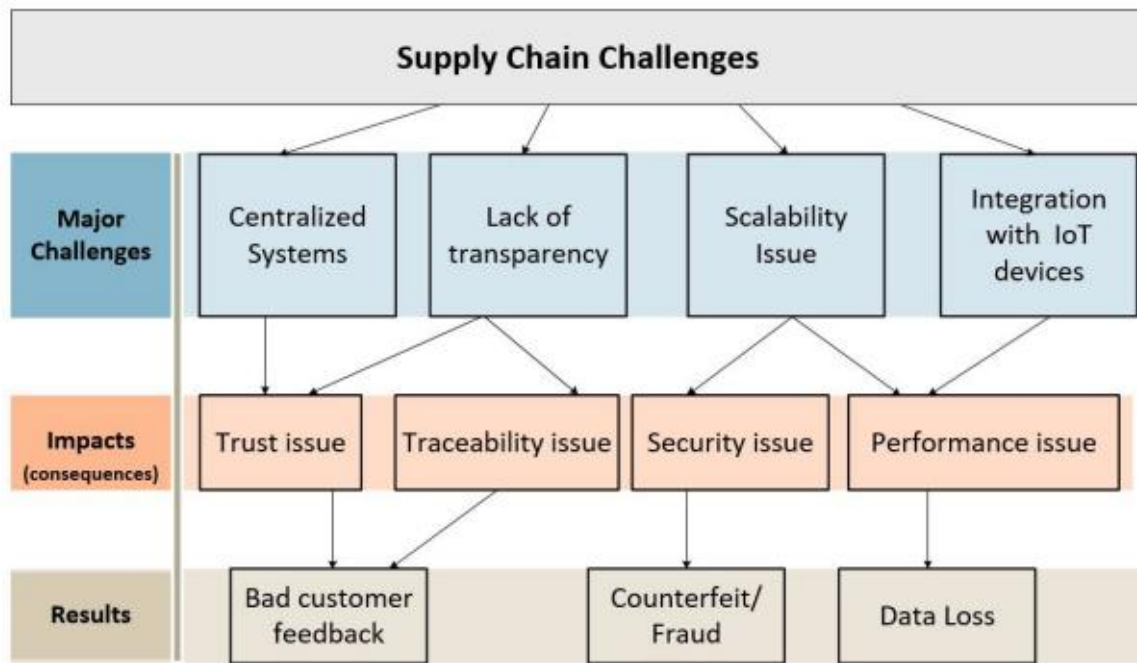 Supply Chain Challenges
Major
Challenges
Centralized
Systems
Lack of
transparency
Scalability
Issue
Integration
with IoT
devices
Impacts
(consequences)
Trust issue
Traceability issue
Security issue
Performance issue
Results
Bad customer
feedback
Counterfeit/
Fraud
Data Loss